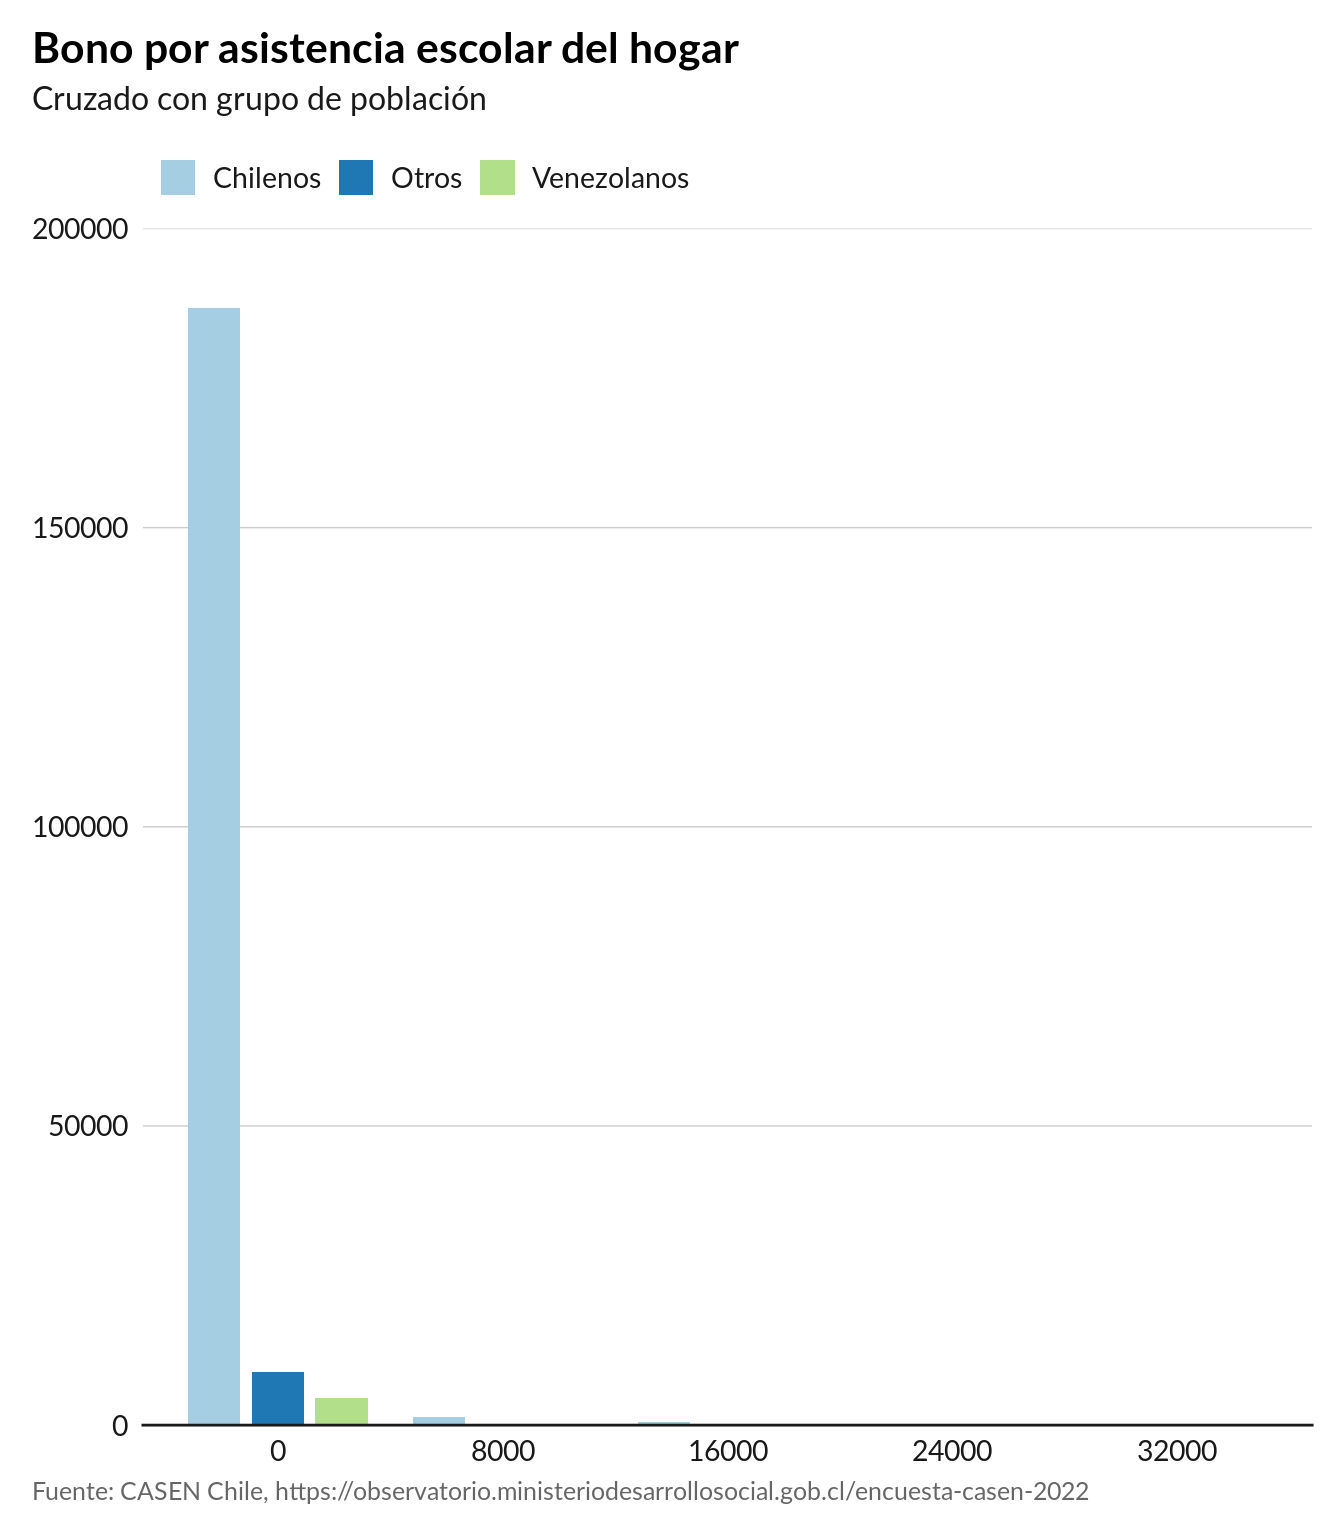 Bono por asistencia escolar del hogar
Cruzado con grupo de población
Chilenos Otros Venezolanos
200000
150000
100000
50000
0
0 8000 16000 24000 32000
Fuente: CASEN Chile, https://observatorio.ministeriodesarrollosocial.gob.cl/encuesta-casen-2022